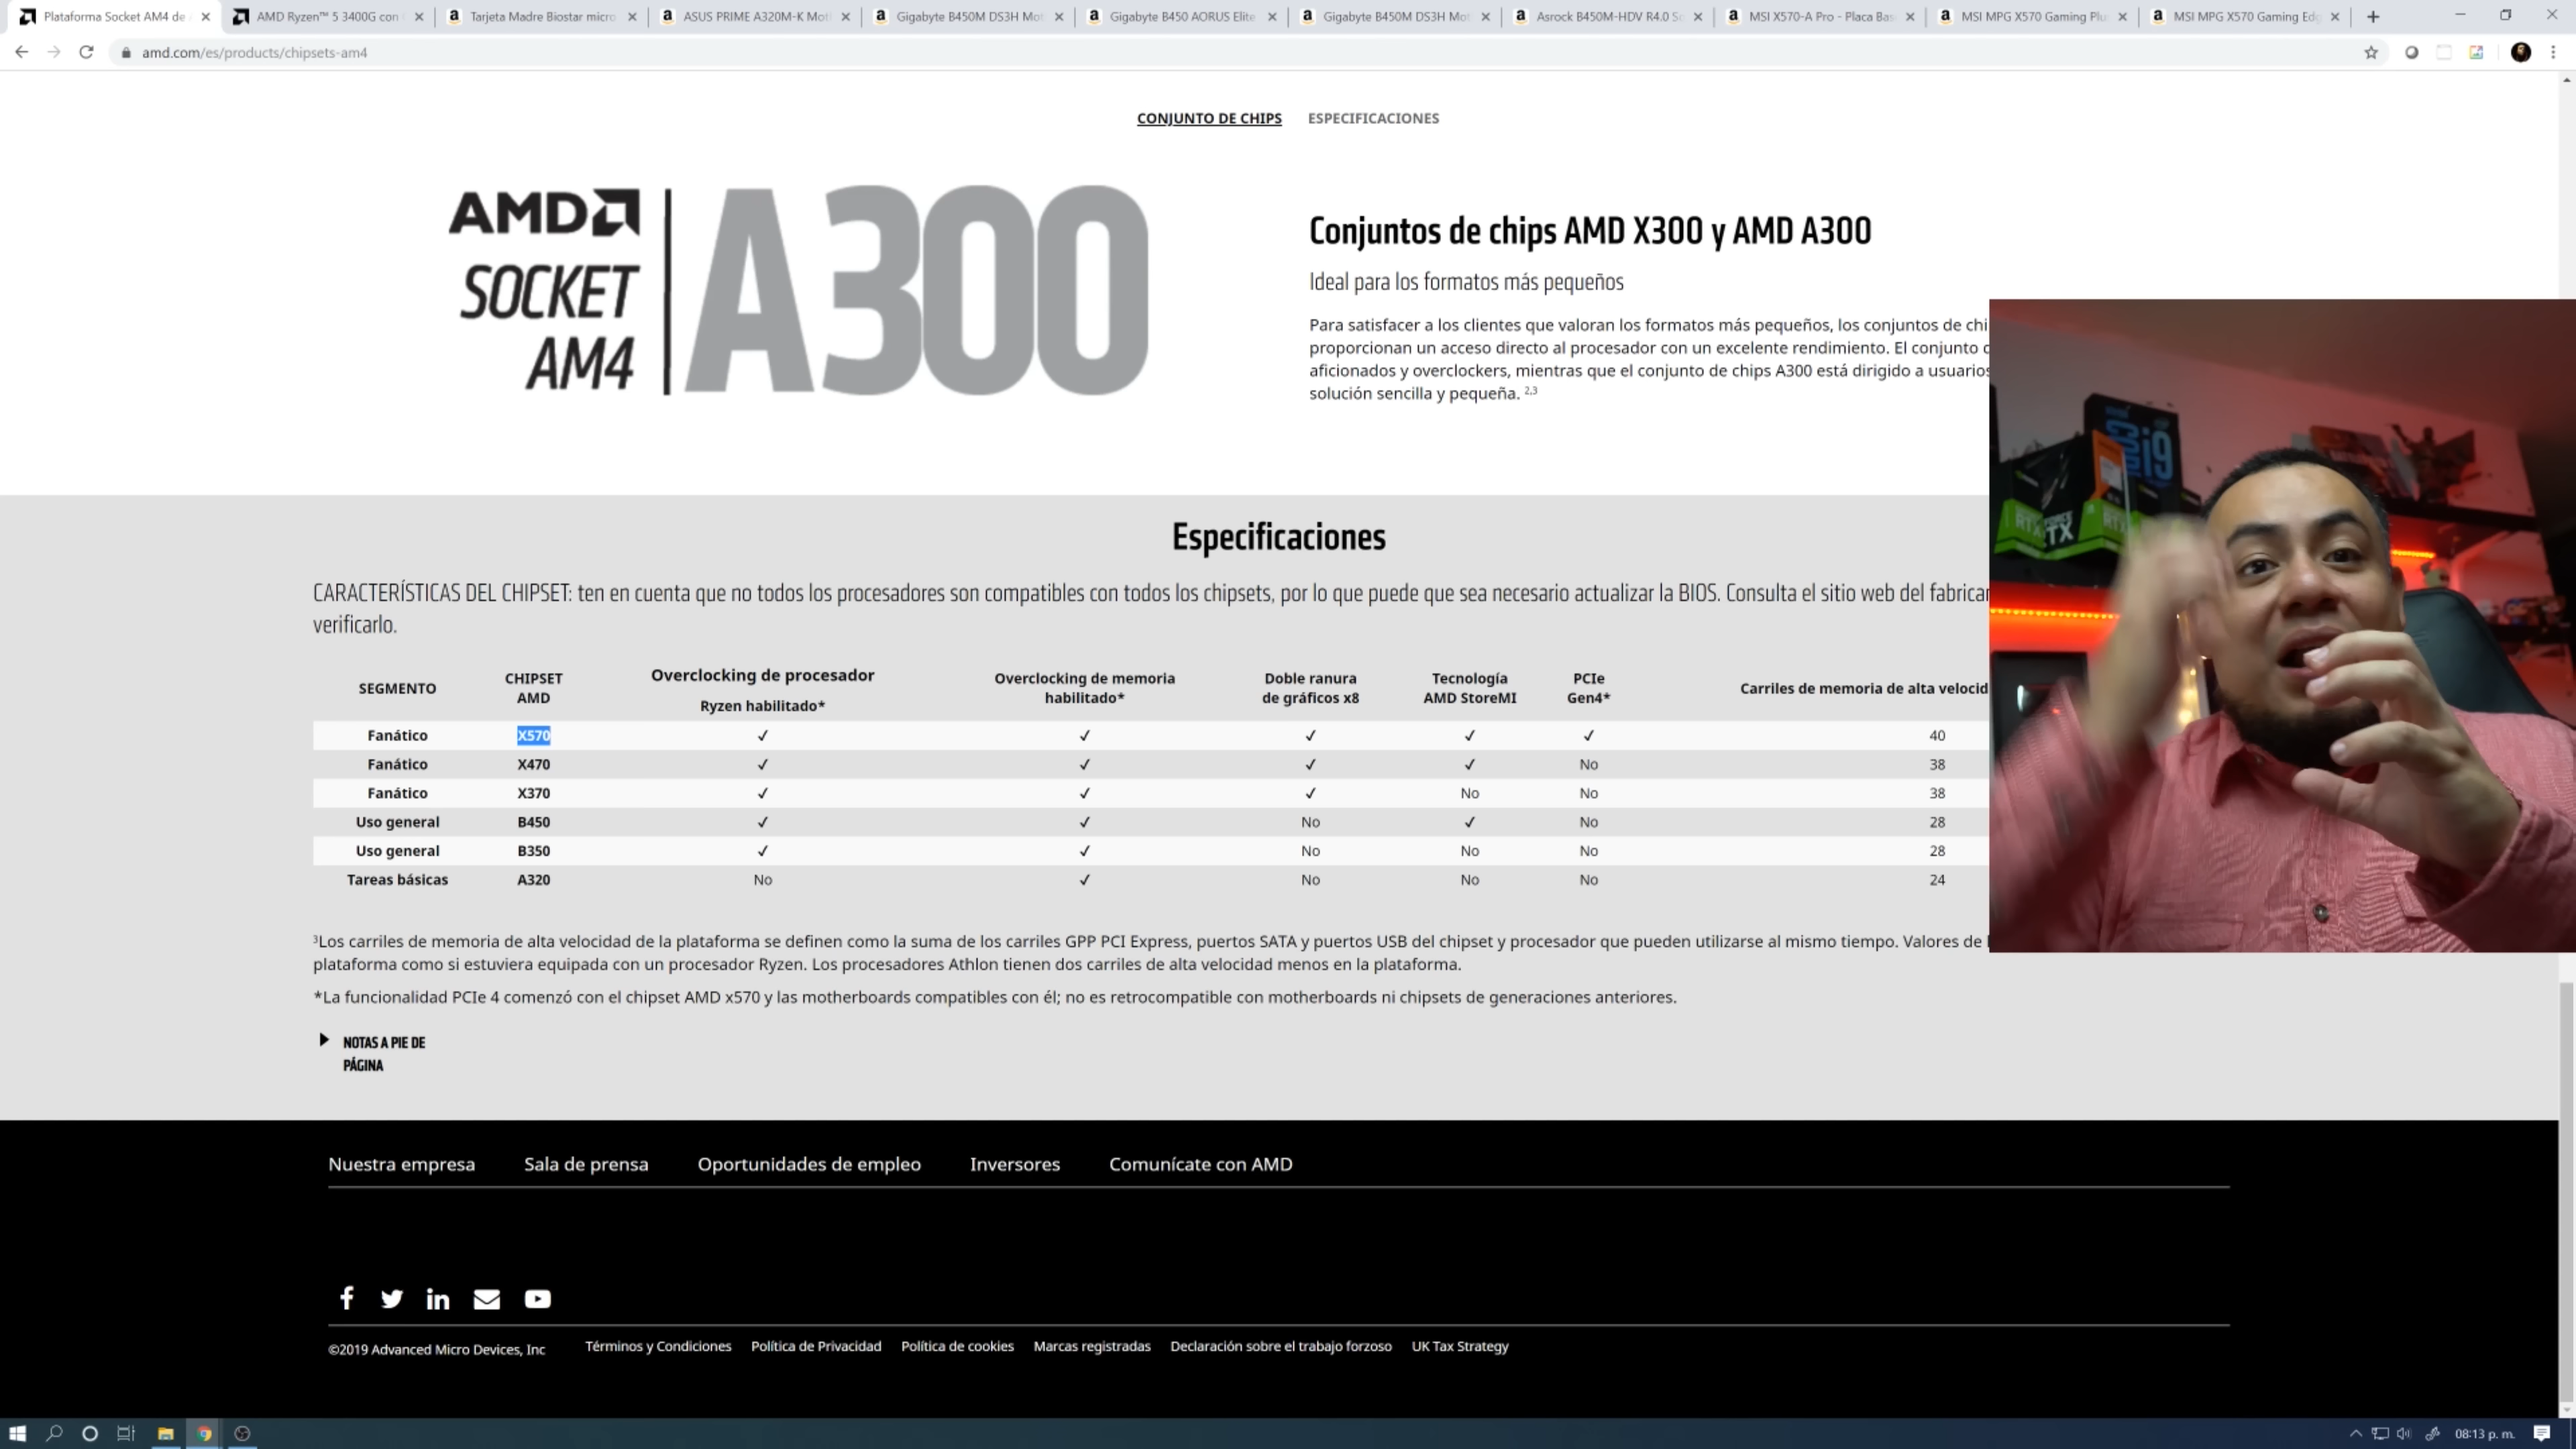 Plataforma Socket AM4 de
AMD Ryzen™ 5 3400G con
Tarjeta Madre Biostar micro
ASUS PRIME A320M-K Mot
Gigabyte B450M DS3H Mot
Gigabyte B450 AORUS Elite
Gigabyte B450M DS3H Mot
Asrock B450M-HDV R4.0 So
MSI X570-A Pro - Placa Bas
MSI MPG X570 Gaming Plu
MSI MPG X570 Gaming Edg
amd.com/es/products/chipsets-am4
CONJUNTO DE CHIPS ESPECIFICACIONES
AMD
SOCKET
AM4
A300
Conjuntos de chips AMD X300 y AMD A300
Ideal para los formatos más pequeños
Para satisfacer a los clientes que valoran los formatos más pequeños, los conjuntos de chi
proporcionan un acceso directo al procesador con un excelente rendimiento. El conjunto
aficionados y overclockers, mientras que el conjunto de chips A300 está dirigido a usuarios
solución sencilla y pequeña. 2,3
i9
RTX
Especificaciones
CARACTERÍSTICAS DEL CHIPSET: ten en cuenta que no todos los procesadores son compatibles con todos los chipsets, por lo que puede que sea necesario actualizar la BIOS. Consulta el sitio web del fabrica
verificarlo.
SEGMENTO CHIPSET AMD Overclocking de procesador Ryzen habilitado* Overclocking de memoria habilitado* Doble ranura de gráficos x8 Tecnología AMD StoreMI PCIe Gen4* Carriles de memoria de alta velocid
Fanático X570 ✓ ✓ ✓ ✓ ✓ 40
Fanático X470 ✓ ✓ ✓ ✓ No 38
Fanático X370 ✓ ✓ ✓ No No 38
Uso general B450 ✓ ✓ No ✓ No 28
Uso general B350 ✓ ✓ No No No 28
Tareas básicas A320 No ✓ No No No 24
3Los carriles de memoria de alta velocidad de la plataforma se definen como la suma de los carriles GPP PCI Express, puertos SATA y puertos USB del chipset y procesador que pueden utilizarse al mismo tiempo. Valores de
plataforma como si estuviera equipada con un procesador Ryzen. Los procesadores Athlon tienen dos carriles de alta velocidad menos en la plataforma.
*La funcionalidad PCIe 4 comenzó con el chipset AMD x570 y las motherboards compatibles con él; no es retrocompatible con motherboards ni chipsets de generaciones anteriores.
NOTAS A PIE DE
PÁGINA
Nuestra empresa Sala de prensa Oportunidades de empleo Inversores Comunícate con AMD
©2019 Advanced Micro Devices, Inc Términos y Condiciones Política de Privacidad Política de cookies Marcas registradas Declaración sobre el trabajo forzoso UK Tax Strategy
08:13 p. m.